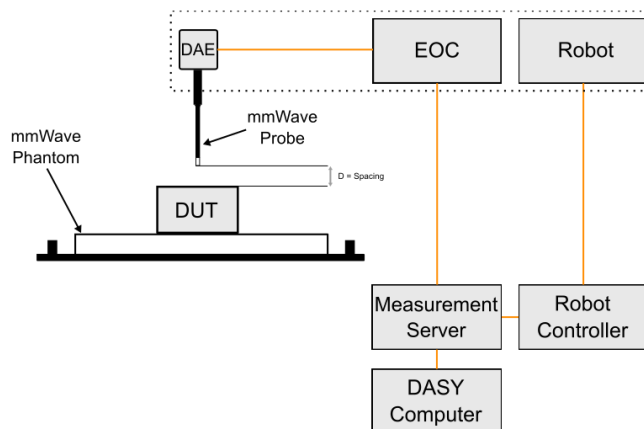 DAE
EOC
Robot
mmWave
Probe
mmWave
Phantom
D = Spacing
DUT
Measurement
Server
Robot
Controller
DASY
Computer